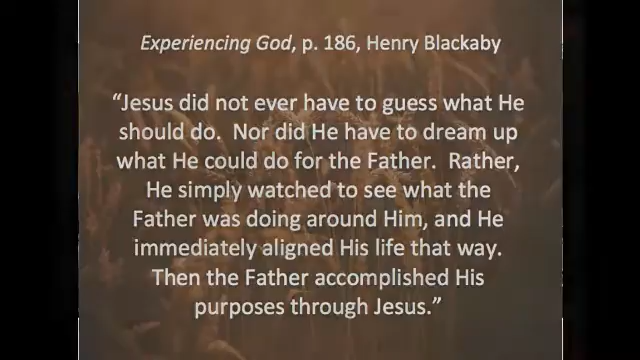 Experiencing God, p. 186, Henry Blackaby
“Jesus did not ever have to guess what He
should do.  Nor did He have to dream up
what He could do for the Father.  Rather,
He simply watched to see what the
Father was doing around Him, and He
immediately aligned His life that way.
Then the Father accomplished His
purposes through Jesus.”